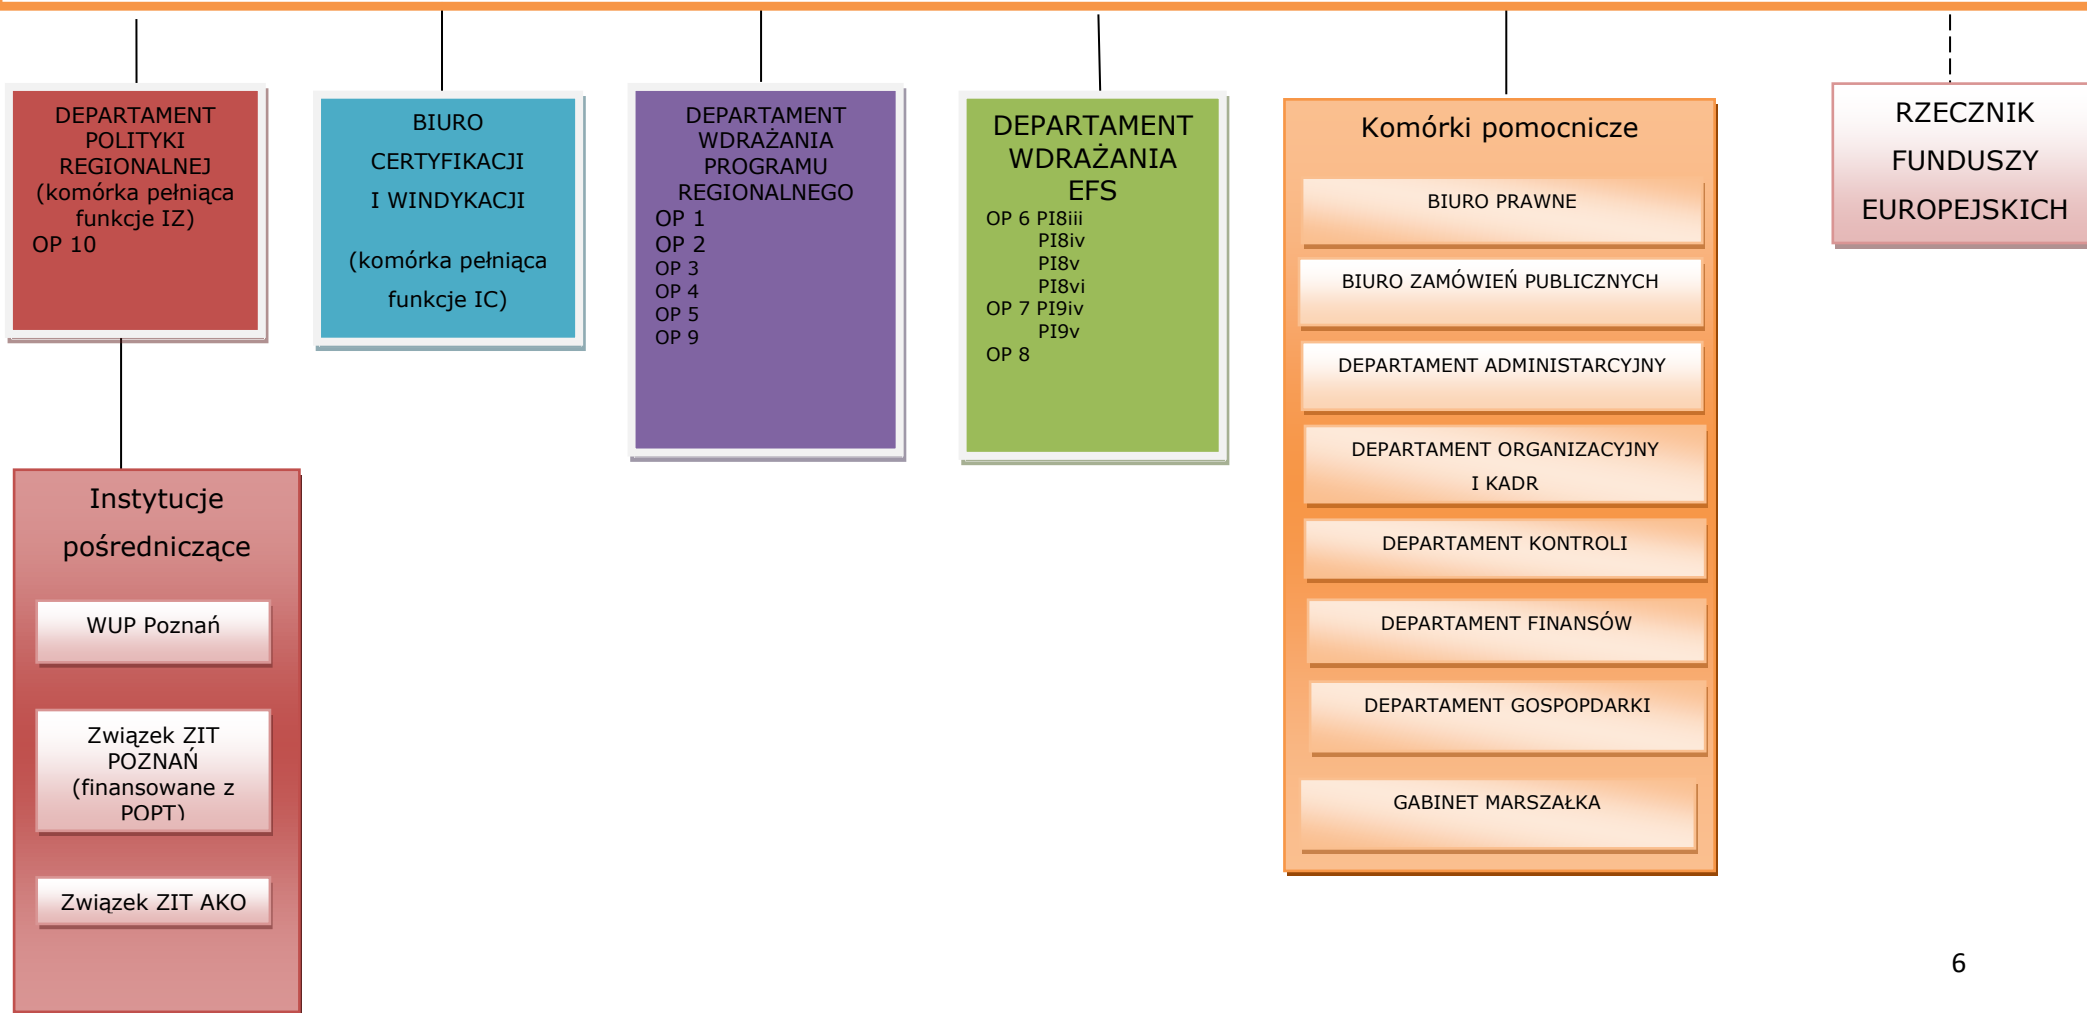 DEPARTAMENT
POLITYKI
REGIONALNEJ
(komórka pełniąca
funkcje IZ)
OP 10
BIURO
CERTYFIKACJI
I WINDYKACJI
(komórka pełniąca
funkcje IC)
DEPARTAMENT
WDRAŻANIA
PROGRAMU
REGIONALNEGO
OP 1
OP 2
OP 3
OP 4
OP 5
OP 9
DEPARTAMENT
WDRAŻANIA
EFS
OP 6 PI8iii
PI8iv
PI8v
PI8vi
OP 7 PI9iv
PI9v
OP 8
Komórki pomocnicze
BIURO PRAWNE
BIURO ZAMÓWIEŃ PUBLICZNYCH
DEPARTAMENT ADMINISTARCYJNY
DEPARTAMENT ORGANIZACYJNY
I KADR
DEPARTAMENT KONTROLI
DEPARTAMENT FINANSÓW
DEPARTAMENT GOSPOPDARKI
GABINET MARSZAŁKA
RZECZNIK
FUNDUSZY
EUROPEJSKICH
Instytucje
pośredniczące
WUP Poznań
Związek ZIT
POZNAŃ
(finansowane z
POPT)
Związek ZIT AKO
6